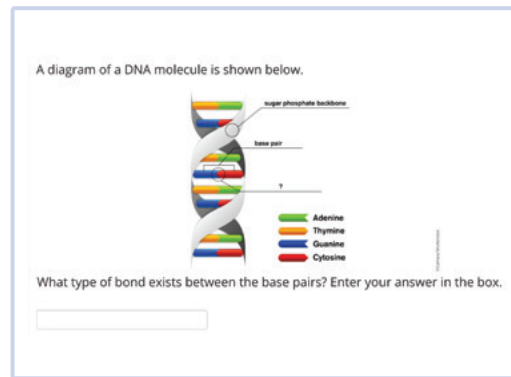 A diagram of a DNA molecule is shown below.
sugar phosphate backbone
base pair
?
Adenine
Thymine
Guanine
Cytosine
What type of bond exists between the base pairs? Enter your answer in the box.